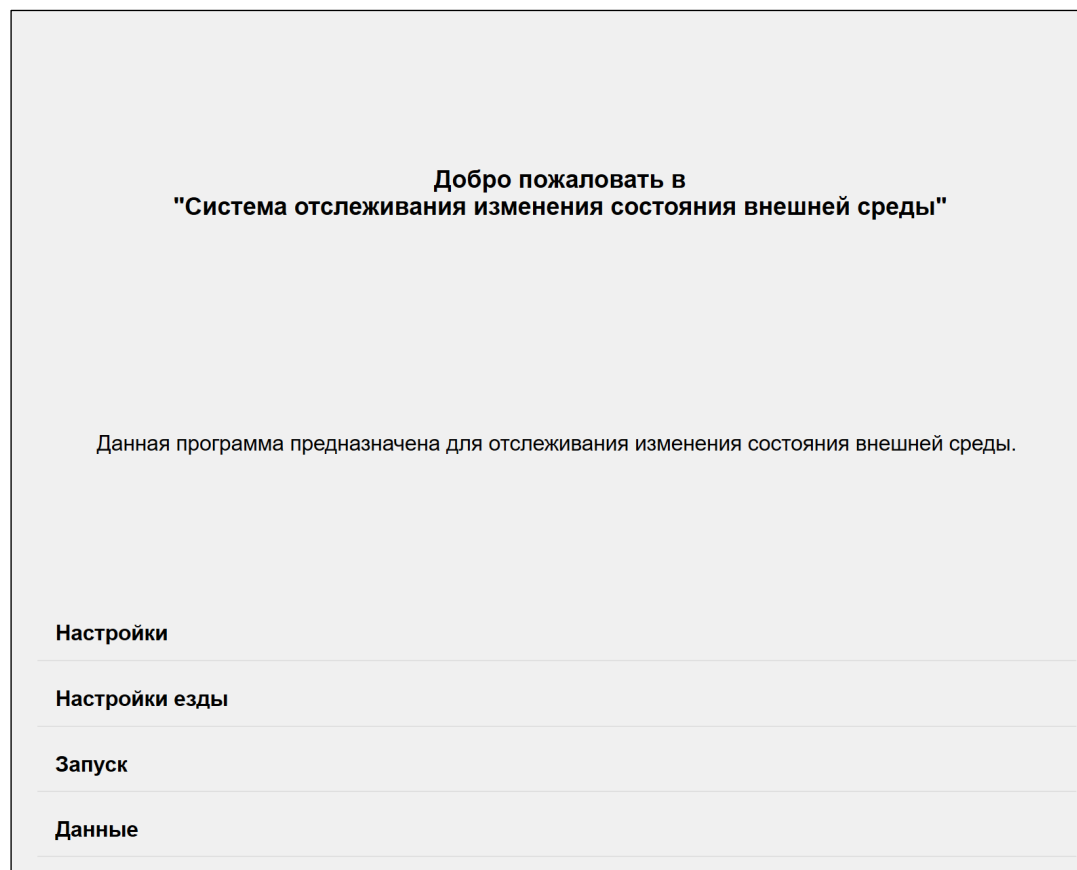 Добро пожаловать в
"Система отслеживания изменения состояния внешней среды"
Данная программа предназначена для отслеживания изменения состояния внешней среды.
Настройки
Настройки езды
Запуск
Данные